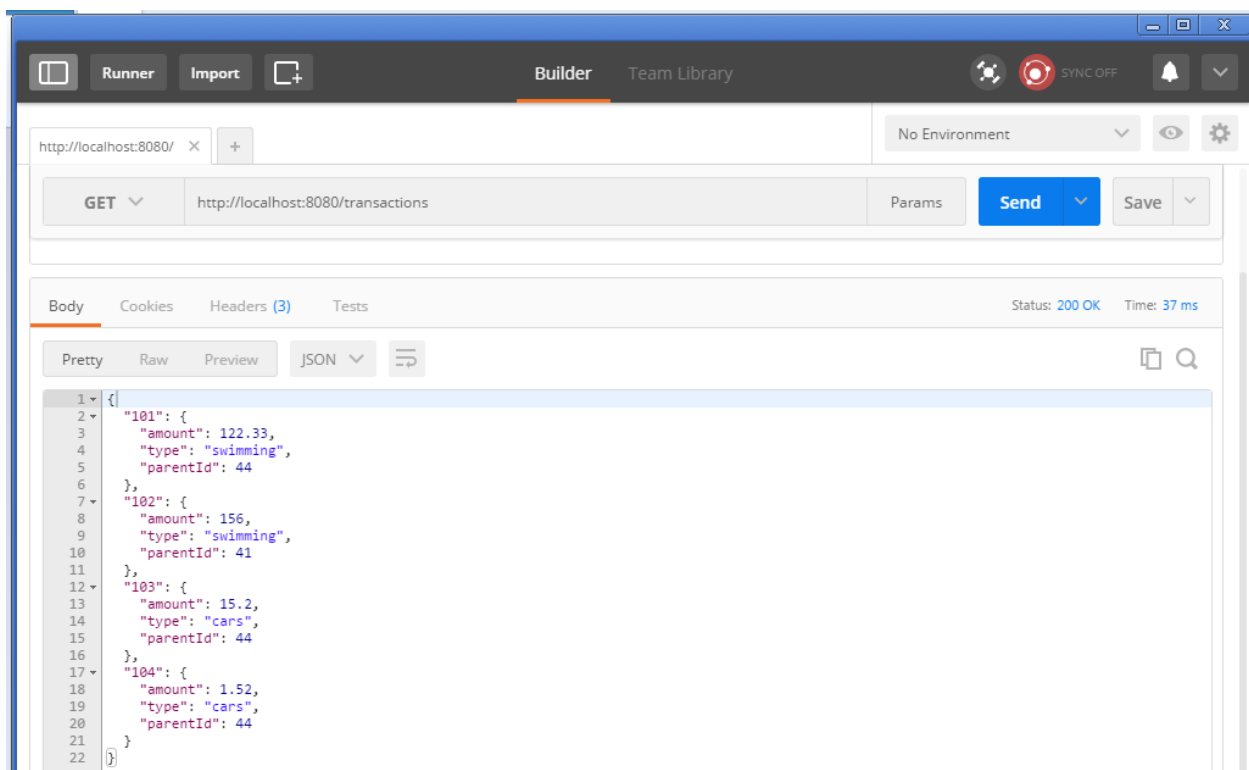 Runner Import Builder Team Library SYNC OFF
http://localhost:8080/ No Environment
GET http://localhost:8080/transactions Params Send Save
Body Cookies Headers (3) Tests Status: 200 OK Time: 37 ms
Pretty Raw Preview JSON
1 {
2 "101": {
3 "amount": 122.33,
4 "type": "swimming",
5 "parentId": 44
6 },
7 "102": {
8 "amount": 156,
9 "type": "swimming",
10 "parentId": 41
11 },
12 "103": {
13 "amount": 15.2,
14 "type": "cars",
15 "parentId": 44
16 },
17 "104": {
18 "amount": 1.52,
19 "type": "cars",
20 "parentId": 44
21 }
22 }